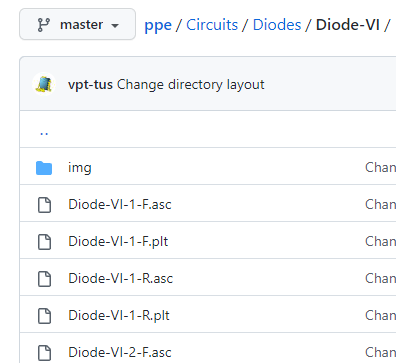 master ppe / Circuits / Diodes / Diode-VI /
vpt-tus Change directory layout
..
img Chan
Diode-VI-1-F.asc Chan
Diode-VI-1-F.plt Chan
Diode-VI-1-R.asc Chan
Diode-VI-1-R.plt Chan
Diode-VI-2-F.asc Chan